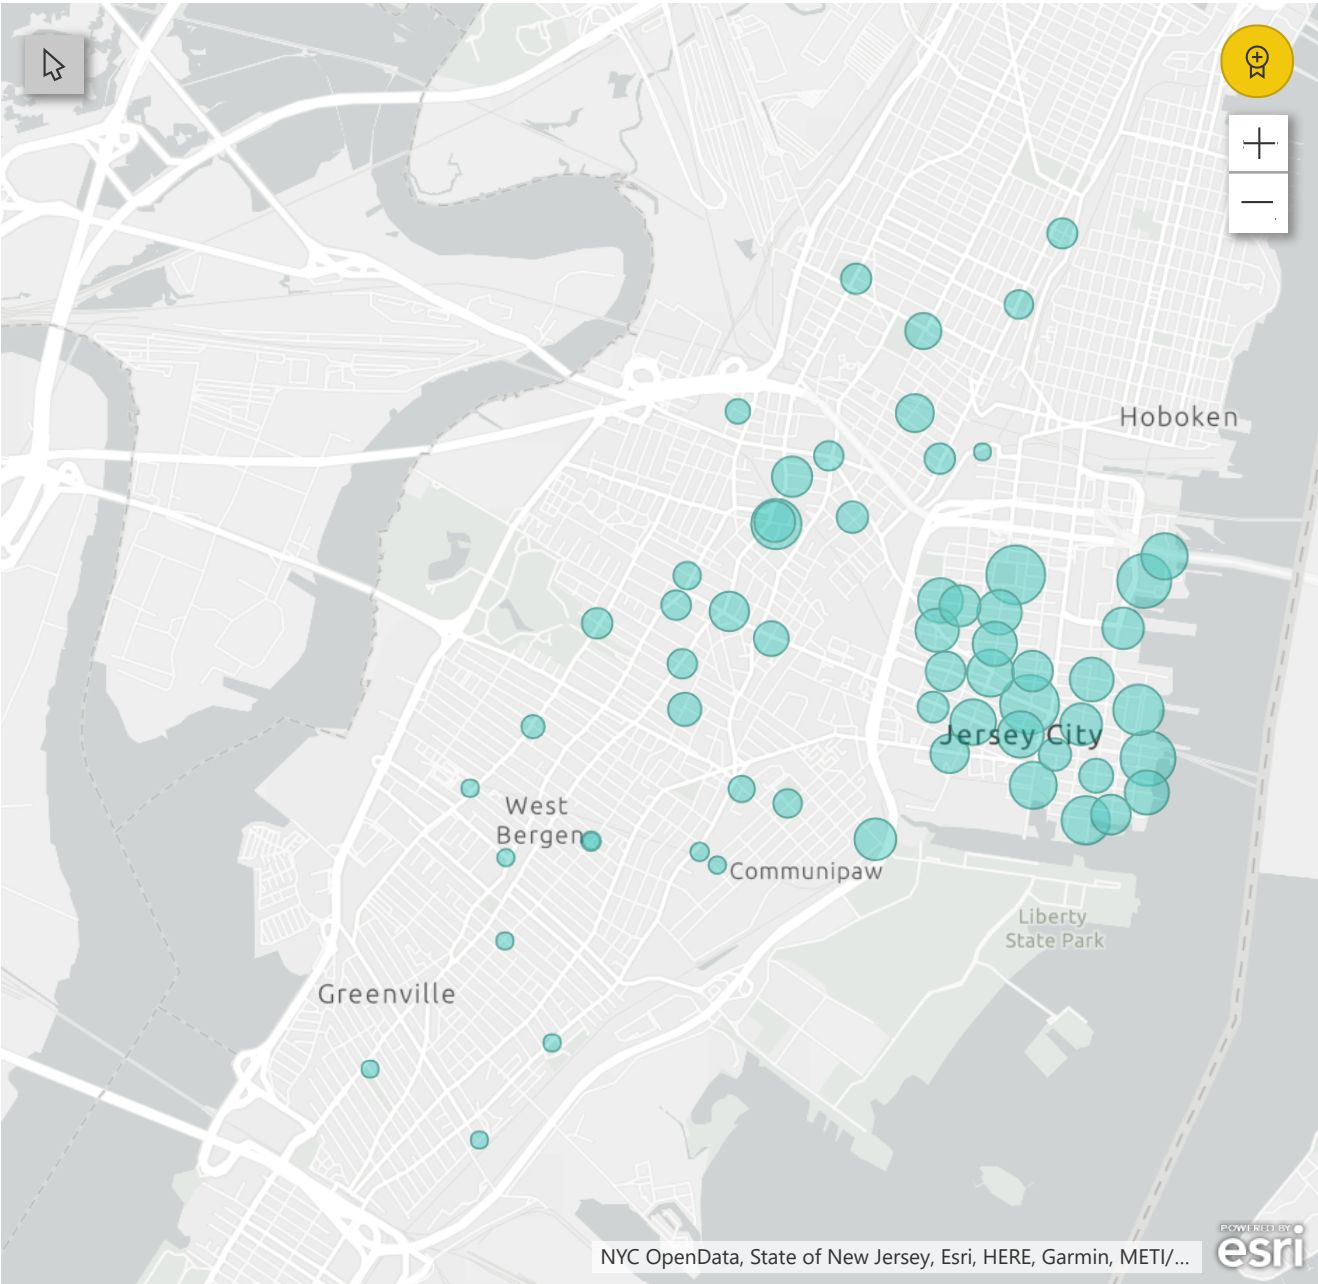 Hoboken
Jersey City
West
Bergen
Communipaw
Liberty
State Park
Greenville
POWERED BY
esri
NYC OpenData, State of New Jersey, Esri, HERE, Garmin, METI/...